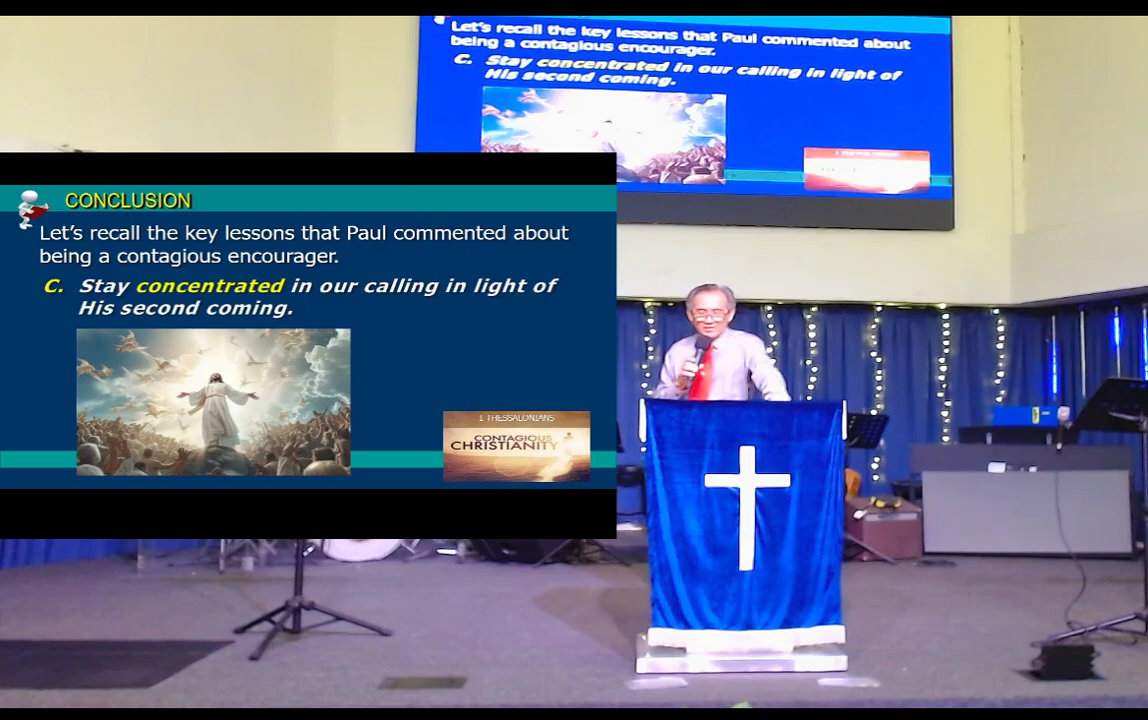 Let's recall the key lessons that Paul commented about
being a contagious encourager.
C. Stay concentrated in our calling in light of
His second coming.
CONCLUSION
Let's recall the key lessons that Paul commented about
being a contagious encourager.
C. Stay concentrated in our calling in light of
His second coming.
1 THESSALONIANS
CONTAGIOUS
CHRISTIANITY